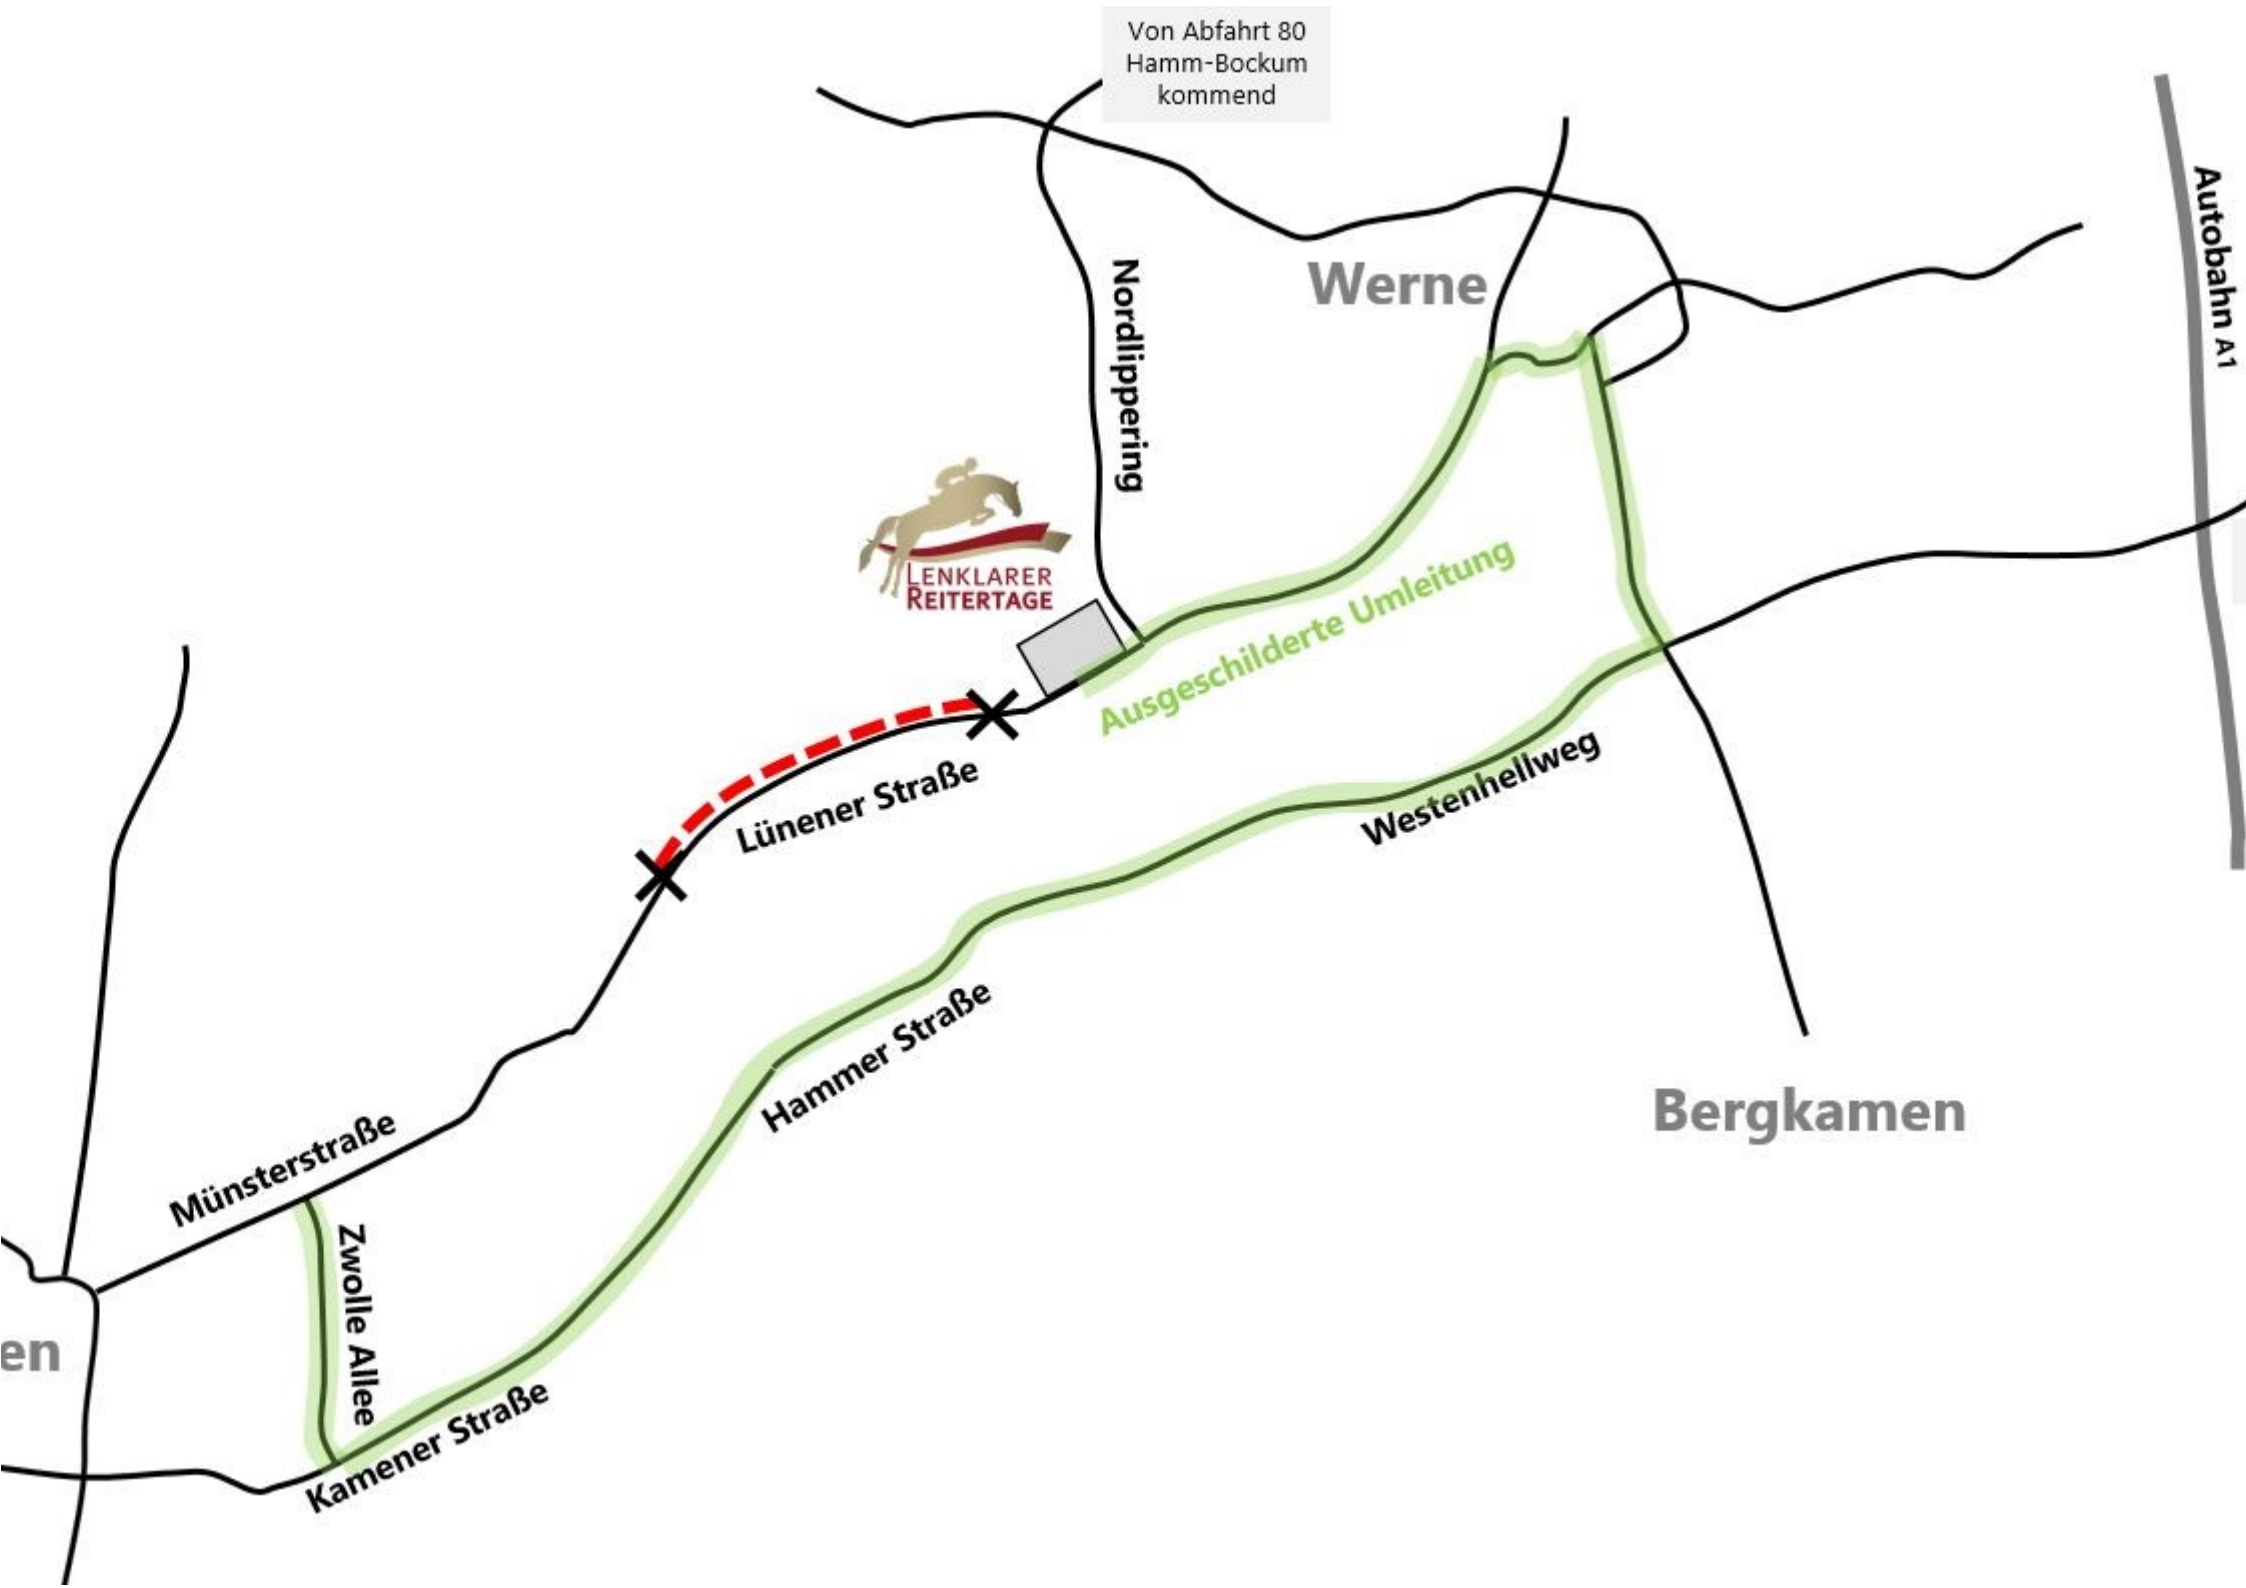 Von Abfahrt 80
Hamm-Bockum
kommend
Autobahn A1
Werne
Nordlippering
LENKLARER
REITERTAGE
Ausgeschilderte Umleitung
Lünener Straße
Westenhellweg
Hammer Straße
Bergkamen
Münsterstraße
Zwolle Allee
en
Kamener Straße